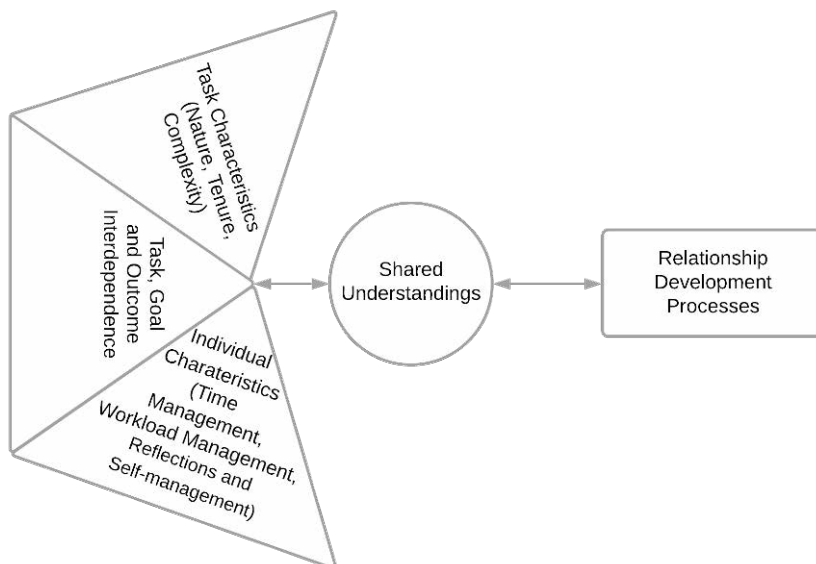 Task Characteristics
(Nature, Tenure,
Complexity)
Task, Goal
and Outcome
Interdependence
Individual
Charateristics
(Time
Management,
Workload Management,
Reflections and
Self-management)
Shared
Understandings
Relationship
Development
Processes